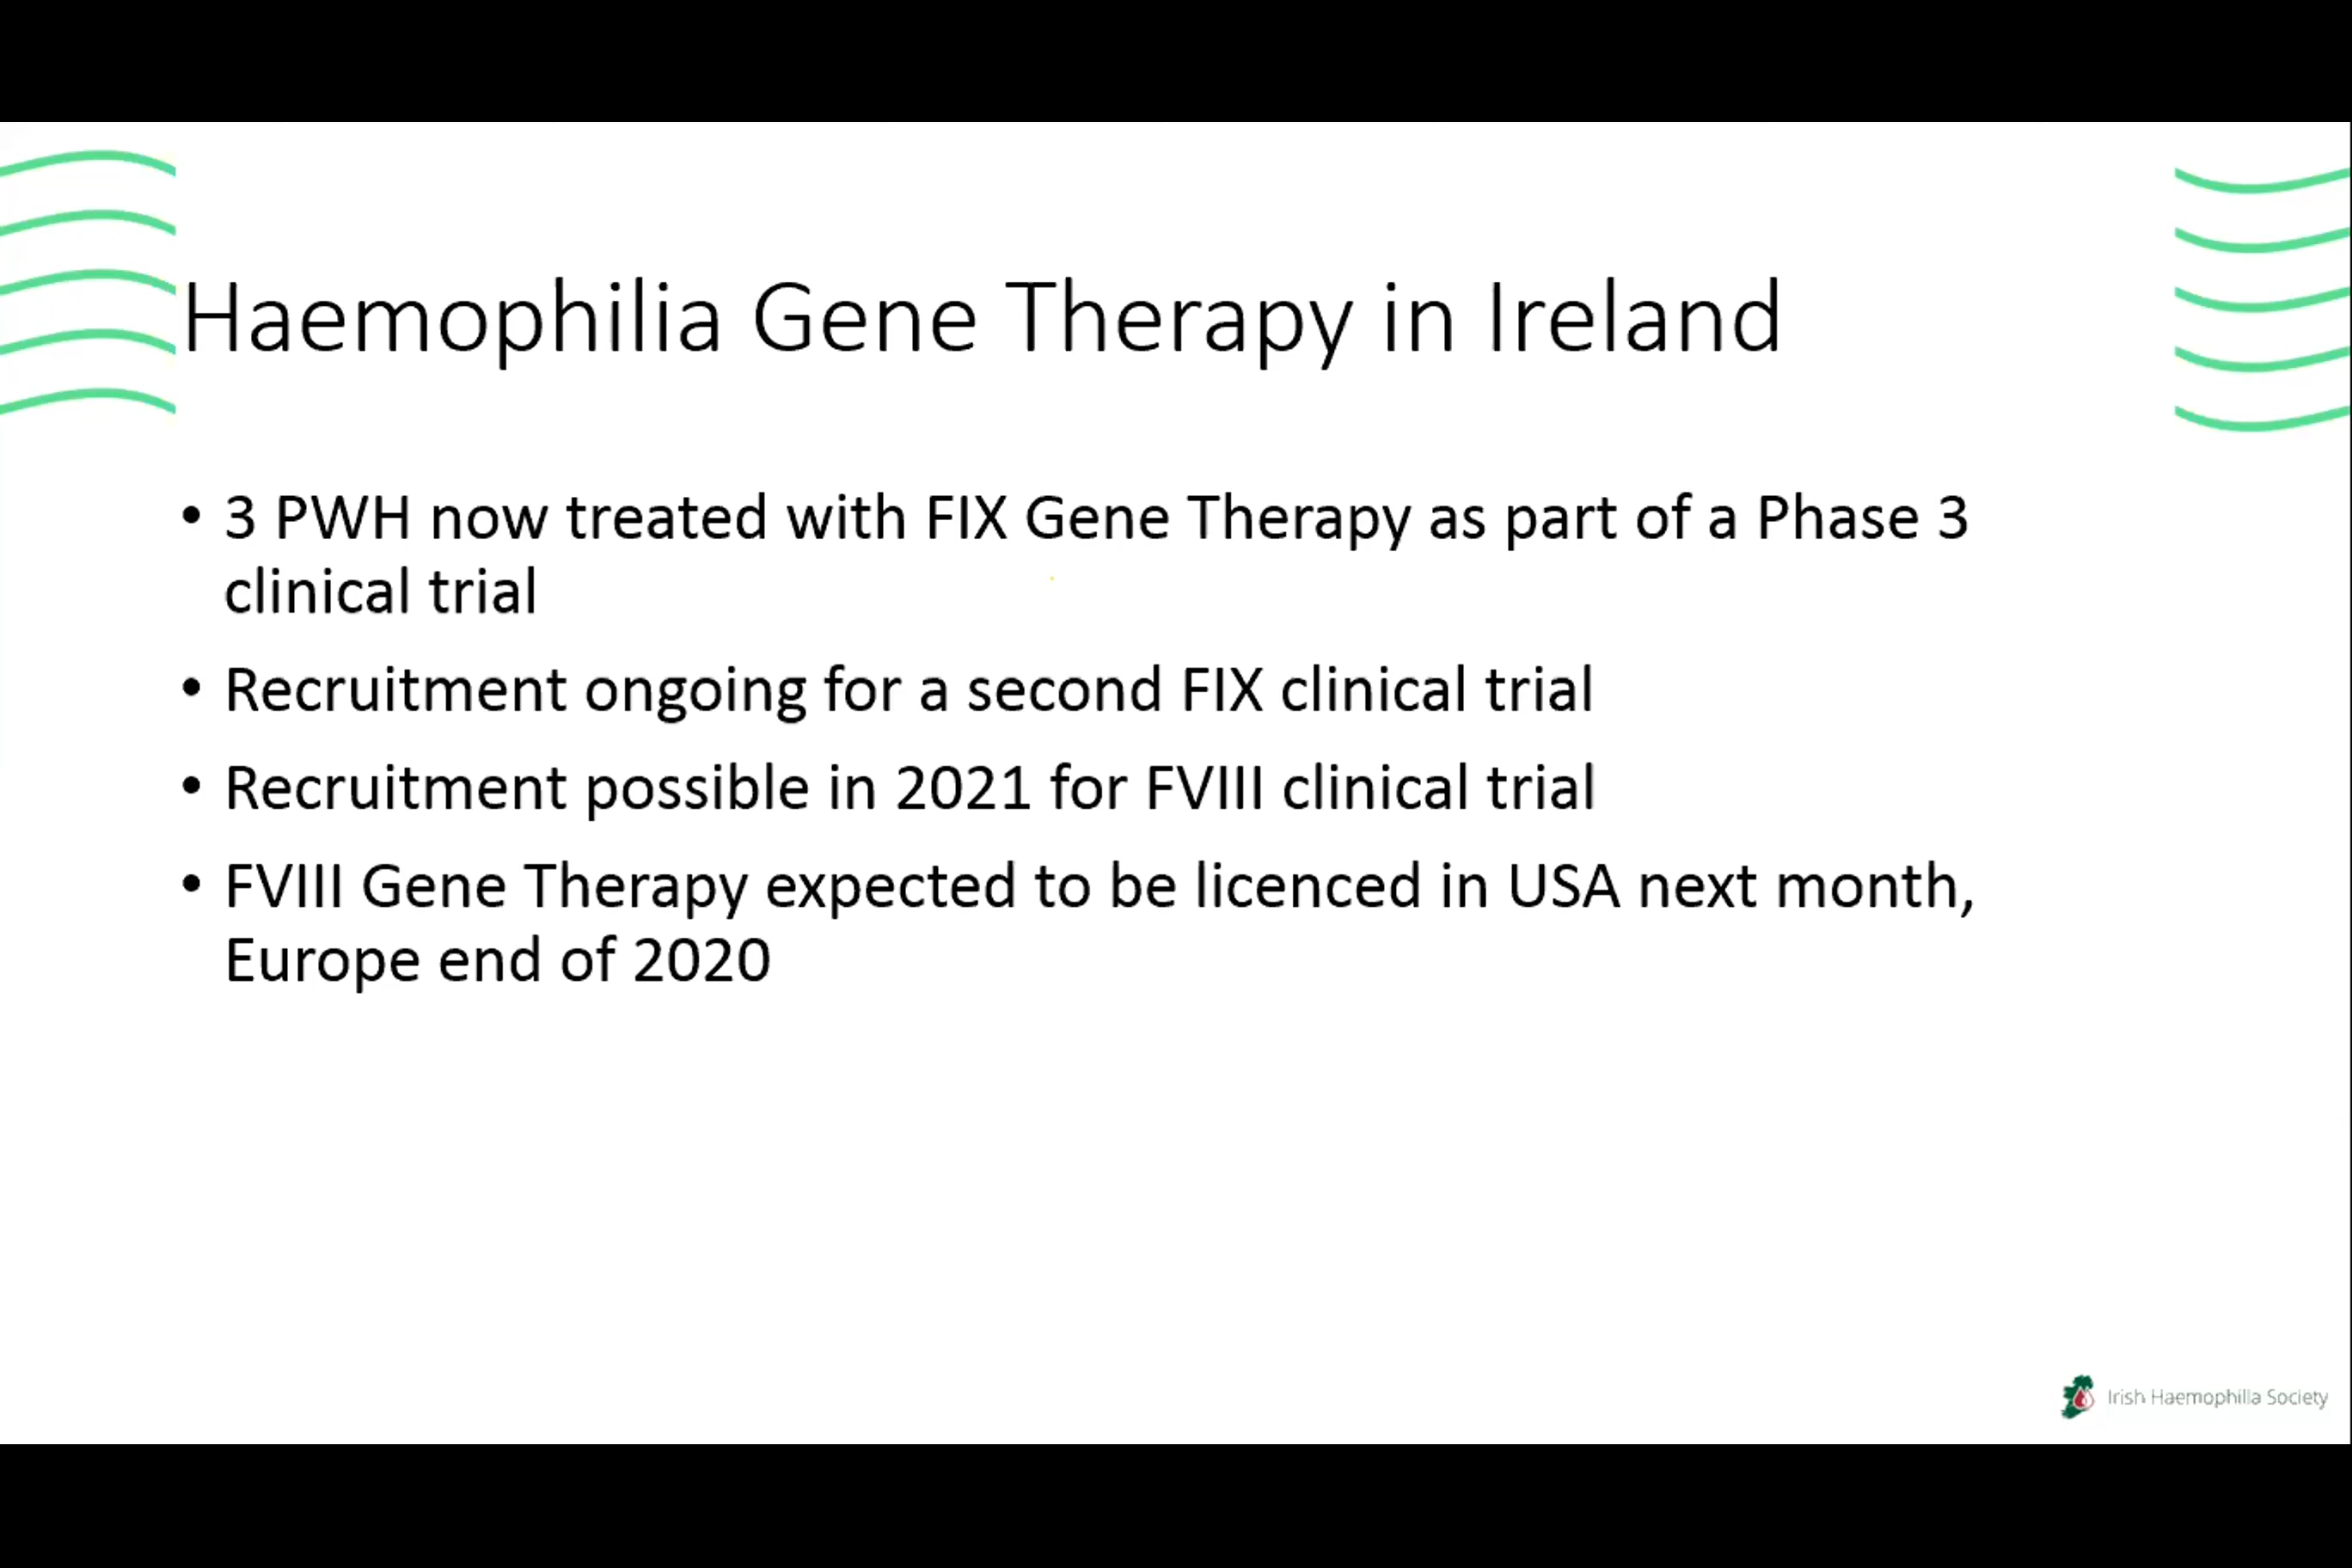 Haemophilia Gene Therapy in Ireland
• 3 PWH now treated with FIX Gene Therapy as part of a Phase 3
clinical trial
• Recruitment ongoing for a second FIX clinical trial
• Recruitment possible in 2021 for FVIII clinical trial
• FVIII Gene Therapy expected to be licenced in USA next month,
Europe end of 2020
Irish Haemophilia Society